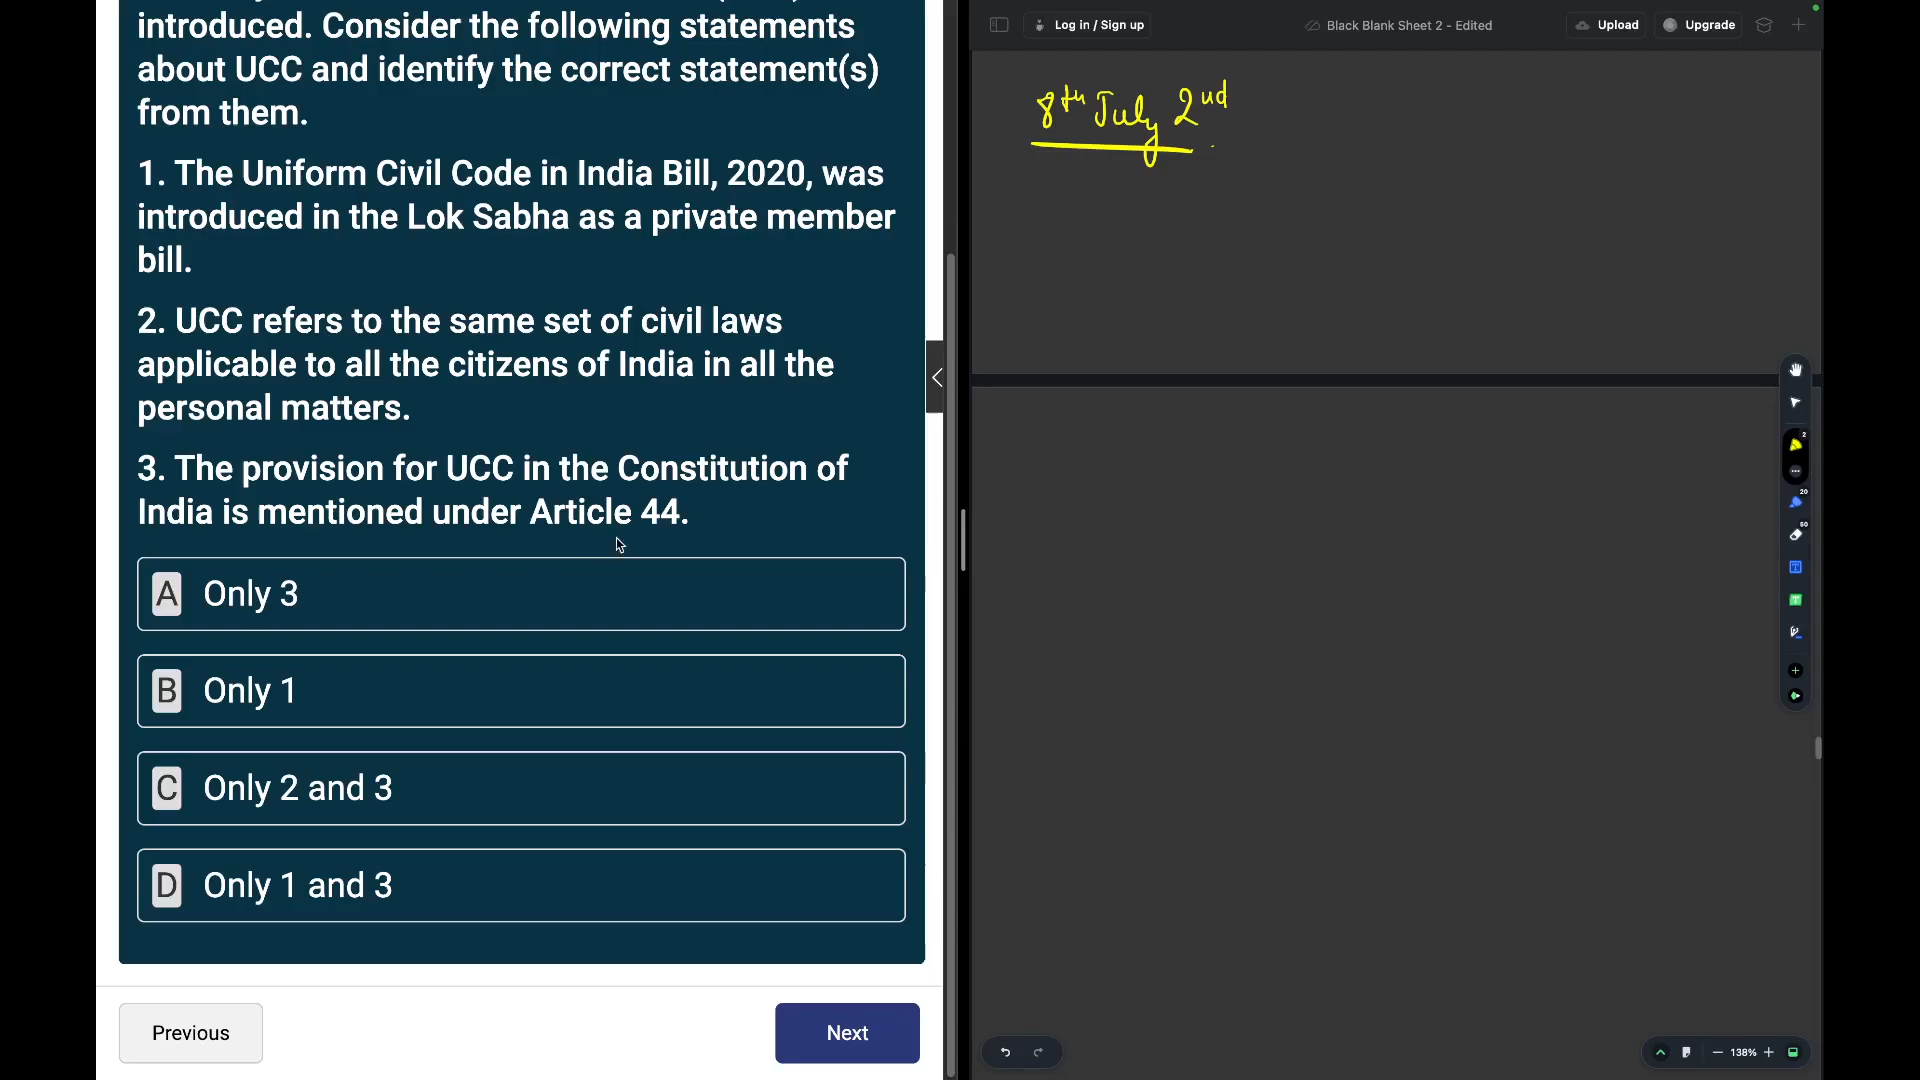 introduced. Consider the following statements
about UCC and identify the correct statement(s)
from them.
1. The Uniform Civil Code in India Bill, 2020, was
introduced in the Lok Sabha as a private member
bill.
2. UCC refers to the same set of civil laws
applicable to all the citizens of India in all the
personal matters.
3. The provision for UCC in the Constitution of
India is mentioned under Article 44.
A Only 3
B Only 1
C Only 2 and 3
D Only 1 and 3
Previous
Next
Log in / Sign up
Black Blank Sheet 2 - Edited
Upload
Upgrade
8th July 2nd
2
20
50
138%